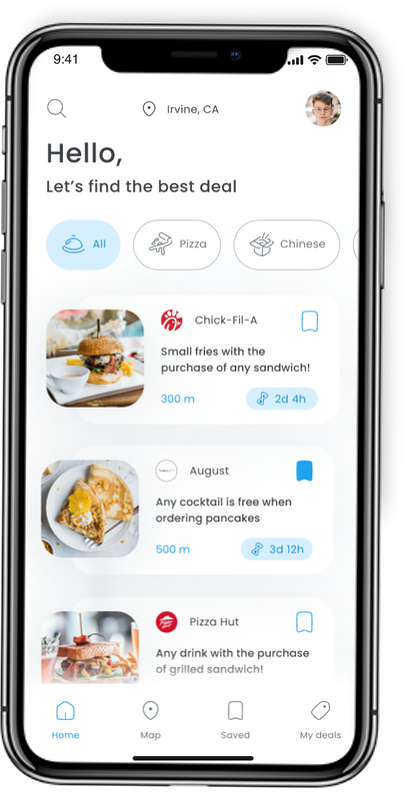 9:41
Irvine, CA
Hello,
Let's find the best deal
All
Pizza
Chinese
Chick-Fil-A
Small fries with the
purchase of any sandwich!
300 m
2d 4h
August
Any cocktail is free when
ordering pancakes
500 m
3d 12h
Pizza Hut
Any drink with the purchase
of grilled sandwich!
Home
Map
Saved
My deals